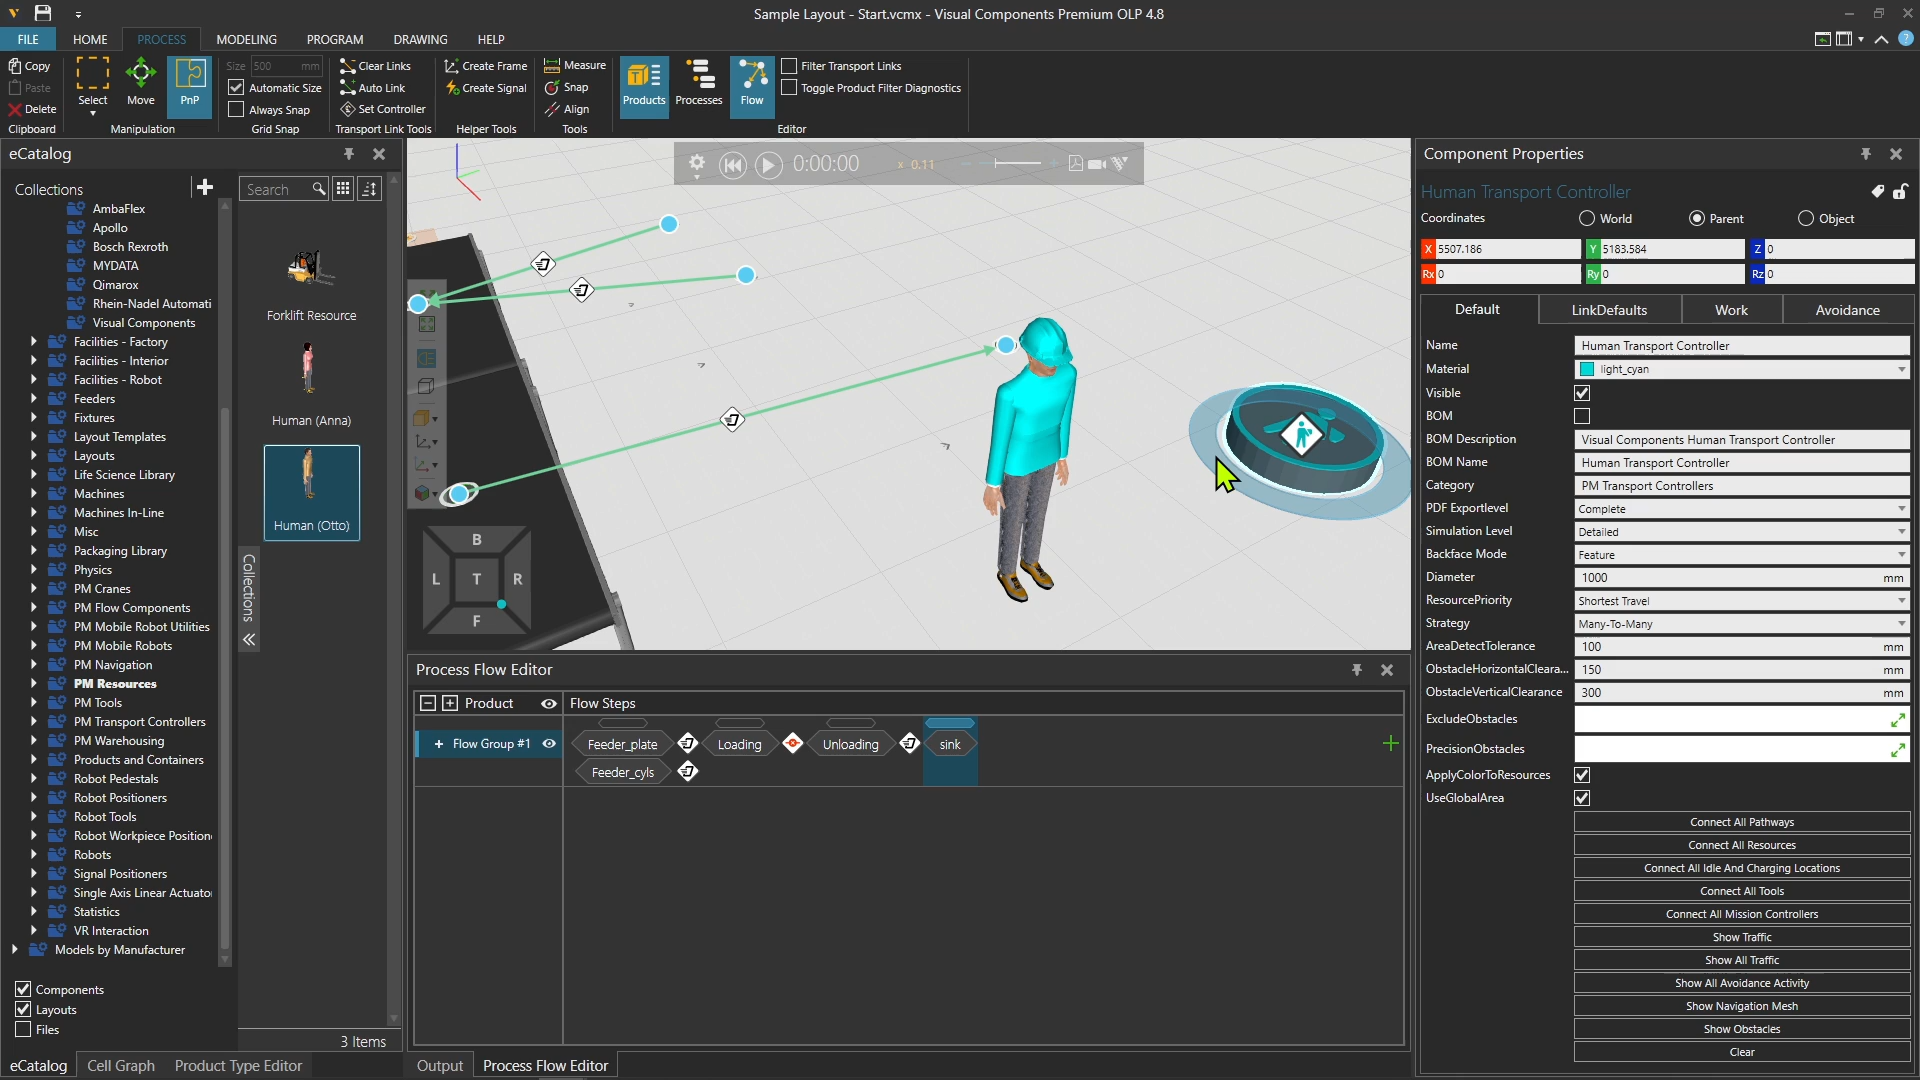 Sample Layout - Start.vcmx - Visual Components Premium OLP 4.8
FILE HOME PROCESS MODELING PROGRAM DRAWING HELP
Copy
Paste
Delete
Clipboard
Select
Move
PnP
Manipulation
Size 500 mm
Automatic Size
Always Snap
Grid Snap
Clear Links
Auto Link
Set Controller
Transport Link Tools
Create Frame
Create Signal
Helper Tools
Measure
Snap
Align
Tools
Products
Processes
Flow
Filter Transport Links
Toggle Product Filter Diagnostics
Editor
eCatalog
Collections
Search
AmbaFlex
Apollo
Bosch Rexroth
MYDATA
Qimarox
Rhein-Nadel Automati
Visual Components
Facilities - Factory
Facilities - Interior
Facilities - Robot
Feeders
Fixtures
Layout Templates
Layouts
Life Science Library
Machines
Machines In-Line
Misc
Packaging Library
Physics
PM Cranes
PM Flow Components
PM Mobile Robot Utilities
PM Mobile Robots
PM Navigation
PM Resources
PM Tools
PM Transport Controllers
PM Warehousing
Products and Containers
Robot Pedestals
Robot Positioners
Robot Tools
Robot Workpiece Position
Robots
Signal Positioners
Single Axis Linear Actuato
Statistics
VR Interaction
Models by Manufacturer
Components
Layouts
Files
Forklift Resource
Human (Anna)
Human (Otto)
Collections
3 Items
eCatalog Cell Graph Product Type Editor
0:00:00 x 0.11
B
L T R
F
Process Flow Editor
Product Flow Steps
Flow Group #1 Feeder_plate Loading Unloading sink
Feeder_cyls
Output Process Flow Editor
Component Properties
Human Transport Controller
Coordinates World Parent Object
X 5507.186 Y 5183.584 Z 0
Rx 0 Ry 0 Rz 0
Default LinkDefaults Work Avoidance
Name Human Transport Controller
Material light_cyan
Visible
BOM
BOM Description Visual Components Human Transport Controller
BOM Name Human Transport Controller
Category PM Transport Controllers
PDF Exportlevel Complete
Simulation Level Detailed
Backface Mode Feature
Diameter 1000 mm
ResourcePriority Shortest Travel
Strategy Many-To-Many
AreaDetectTolerance 100 mm
ObstacleHorizontalCleara... 150 mm
ObstacleVerticalClearance 300 mm
ExcludeObstacles
PrecisionObstacles
ApplyColorToResources
UseGlobalArea
Connect All Pathways
Connect All Resources
Connect All Idle And Charging Locations
Connect All Tools
Connect All Mission Controllers
Show Traffic
Show All Traffic
Show All Avoidance Activity
Show Navigation Mesh
Show Obstacles
Clear